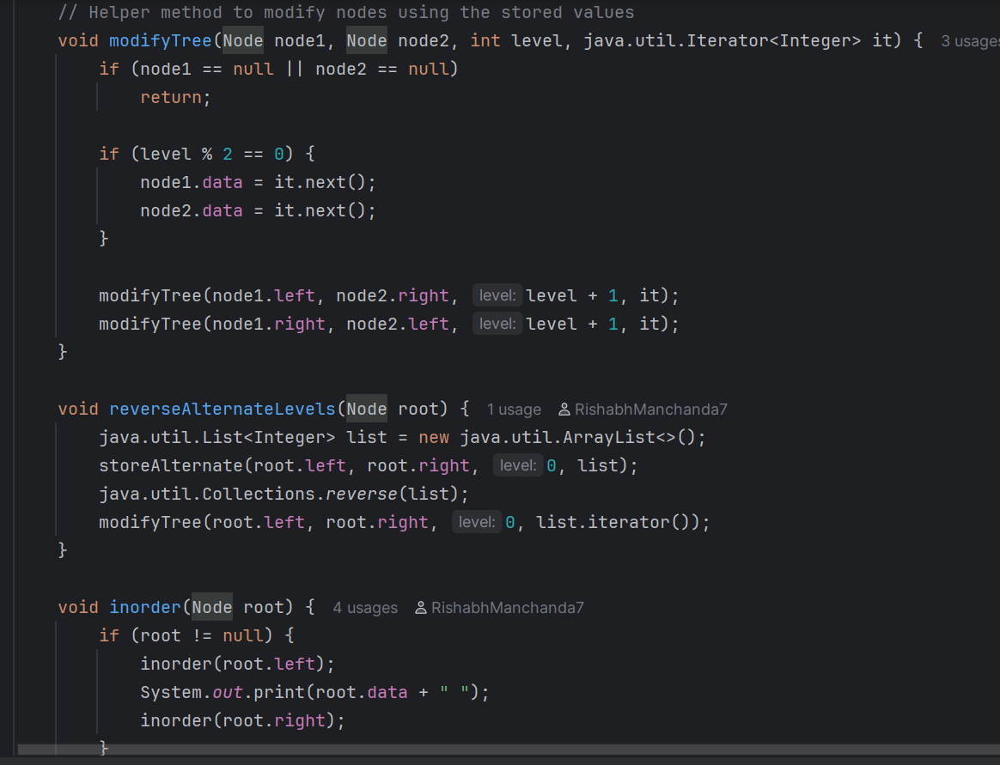 // Helper method to modify nodes using the stored values
void modifyTree(Node node1, Node node2, int level, java.util.Iterator<Integer> it) { 3 usages
if (node1 == null || node2 == null)
return;
if (level % 2 == 0) {
node1.data = it.next();
node2.data = it.next();
}
modifyTree(node1.left, node2.right, level: level + 1, it);
modifyTree(node1.right, node2.left, level: level + 1, it);
}
void reverseAlternateLevels(Node root) { 1 usage RishabhManchanda7
java.util.List<Integer> list = new java.util.ArrayList<>();
storeAlternate(root.left, root.right, level: 0, list);
java.util.Collections.reverse(list);
modifyTree(root.left, root.right, level: 0, list.iterator());
}
void inorder(Node root) { 4 usages RishabhManchanda7
if (root != null) {
inorder(root.left);
System.out.print(root.data + " ");
inorder(root.right);
}